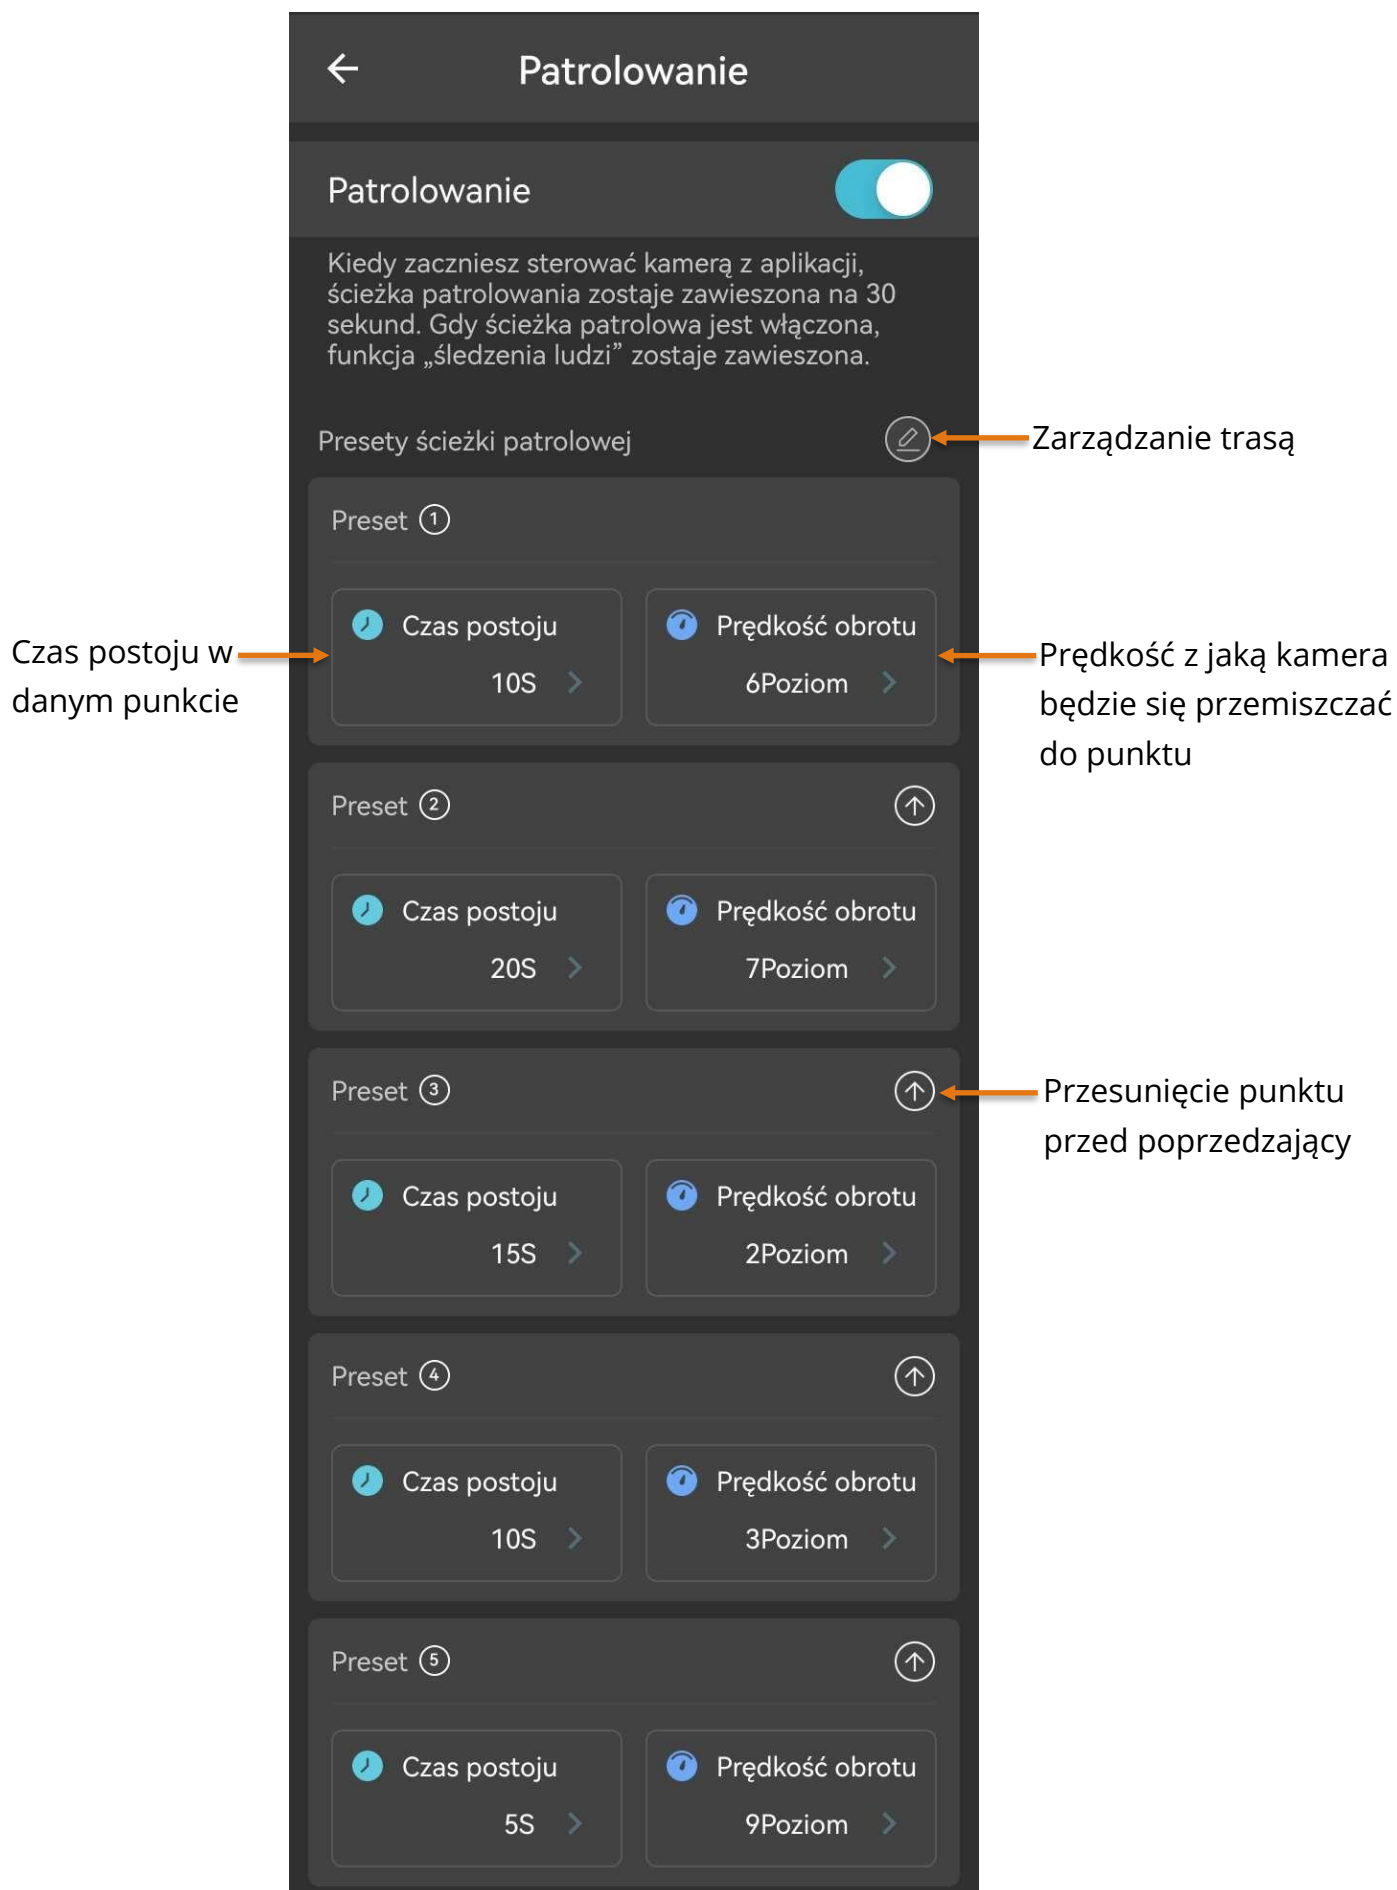 Patrolowanie
Patrolowanie
Kiedy zaczniesz sterować kamerą z aplikacji,
ścieżka patrolowania zostaje zawieszona na 30
sekund. Gdy ścieżka patrolowa jest włączona,
funkcja „śledzenia ludzi” zostaje zawieszona.
Presety ścieżki patrolowej
Zarządzanie trasą
Preset 1
Czas postoju
10S
Prędkość obrotu
6Poziom
Czas postoju w
danym punkcie
Prędkość z jaką kamera
będzie się przemiszczać
do punktu
Preset 2
Czas postoju
20S
Prędkość obrotu
7Poziom
Preset 3
Przesunięcie punktu
przed poprzedzający
Czas postoju
15S
Prędkość obrotu
2Poziom
Preset 4
Czas postoju
10S
Prędkość obrotu
3Poziom
Preset 5
Czas postoju
5S
Prędkość obrotu
9Poziom